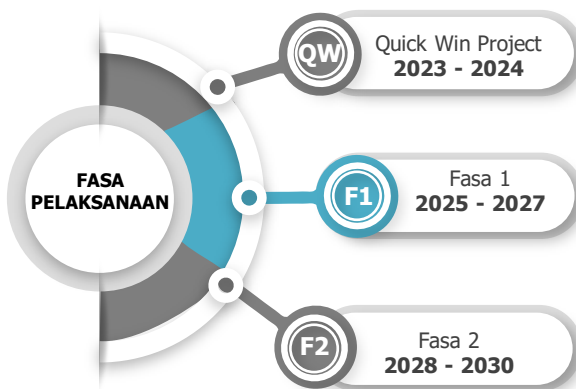 FASA
PELAKSANAAN
QW
Quick Win Project
2023 - 2024
F1
Fasa 1
2025 - 2027
F2
Fasa 2
2028 - 2030